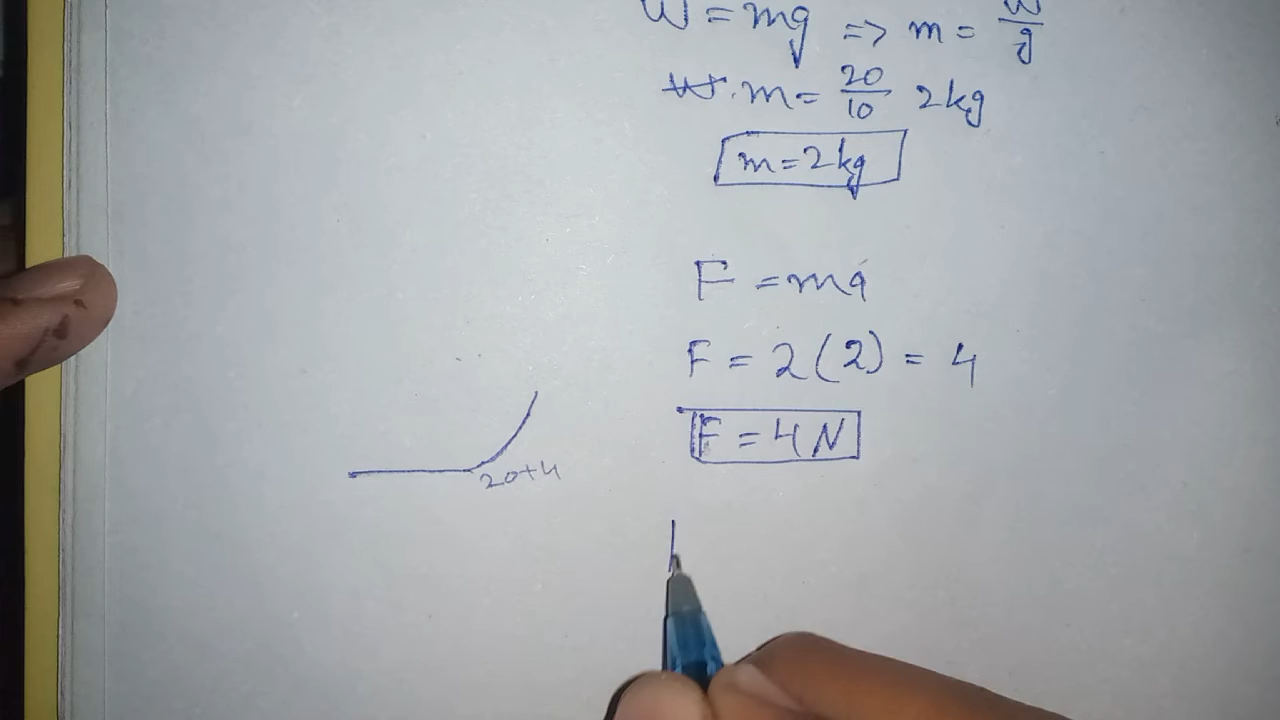 W = mg => m = W/g
W. m = 20/10 2kg
m = 2kg
F = ma
F = 2(2) = 4
F = 4N
20+4